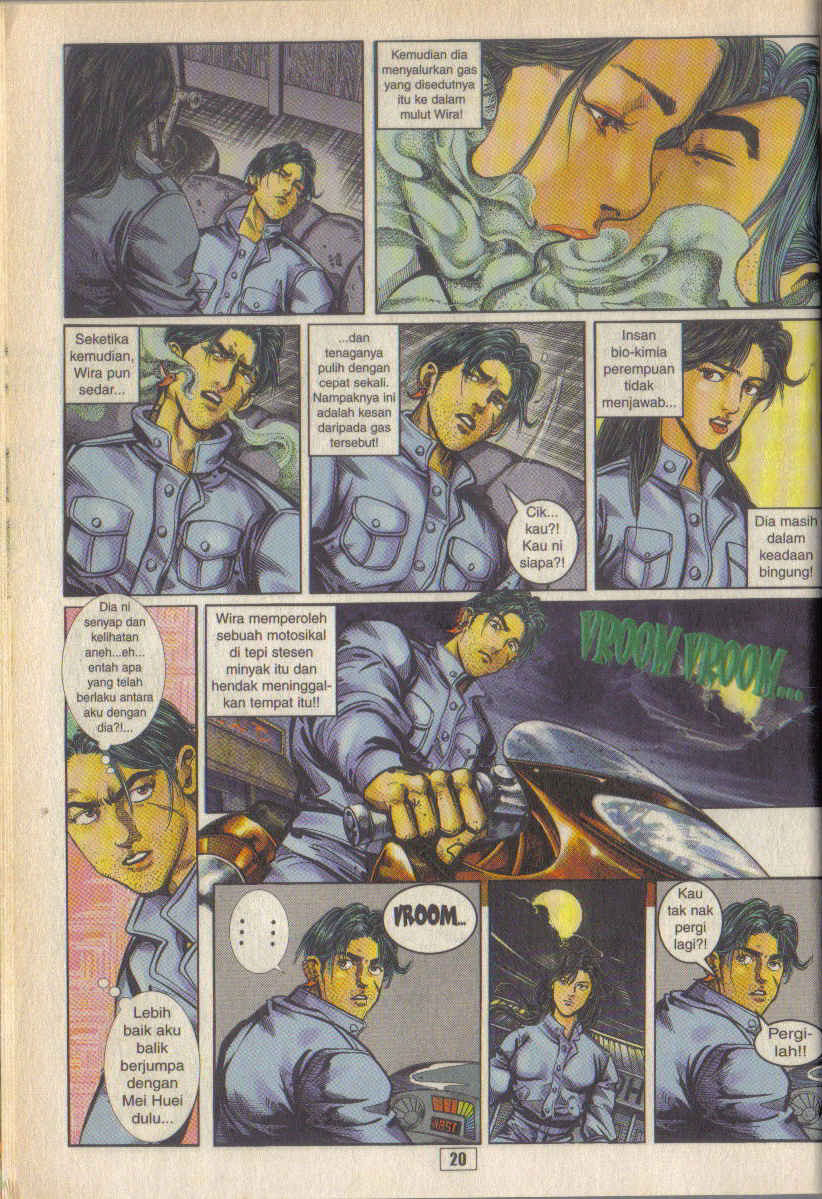 Kemudian dia
menyalurkan gas
yang disedutnya
itu ke dalam
mulut Wira!
Seketika
kemudian,
Wira pun
sedar...
...dan
tenaganya
pulih dengan
cepat sekali.
Nampaknya ini
adalah kesan
daripada gas
tersebut!
Cik...
kau?!
Kau ni
siapa?!
Insan
bio-kimia
perempuan
tidak
menjawab...
Dia masih
dalam
keadaan
bingung!
Dia ni
senyap dan
kelihatan
aneh...eh...
entah apa
yang telah
berlaku antara
aku dengan
dia?!...
Lebih
baik aku
balik
berjumpa
dengan
Mei Huei
dulu...
Wira memperoleh
sebuah motosikal
di tepi stesen
minyak itu dan
hendak meninggal-
kan tempat itu!!
VROOM VROOM...
...
...
VROOM...
Kau
tak nak
pergi
lagi?!
Pergi-
lah!!
20